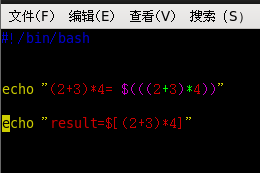 文件(F) 编辑(E) 查看(V) 搜索 (S)
#!/bin/bash
echo "(2+8)*4= $(((2+8)*4))"
echo "result=$[(2+8)*4]"